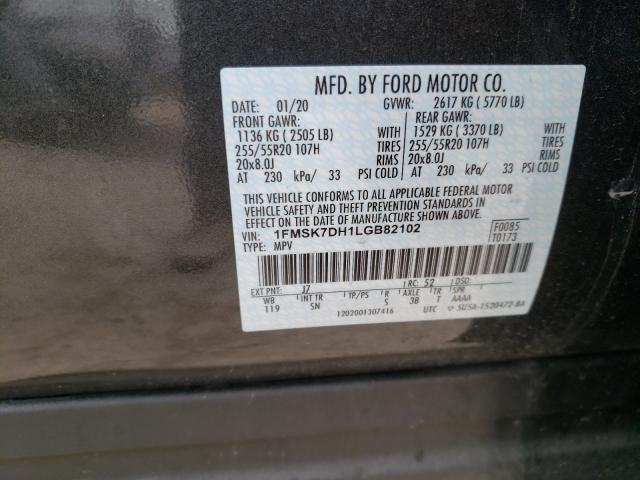 MFD. BY FORD MOTOR CO.
DATE: 01/20 GVWR: 2617 KG ( 5770 LB)
FRONT GAWR: REAR GAWR:
1136 KG ( 2505 LB) WITH 1529 KG ( 3370 LB) WITH
255/55R20 107H TIRES 255/55R20 107H TIRES
20x8.0J RIMS 20x8.0J RIMS
AT 230 kPa/ 33 PSI COLD AT 230 kPa/ 33 PSI COLD
THIS VEHICLE CONFORMS TO ALL APPLICABLE FEDERAL MOTOR
VEHICLE SAFETY AND THEFT PREVENTION STANDARDS IN
EFFECT ON THE DATE OF MANUFACTURE SHOWN ABOVE.
VIN: 1FMSK7DH1LGB82102 F0085
TYPE: MPV T0173
EXT PNT: J7 RC: 52 DSO:
WB INT TR TP/PS R AXLE TR SPR
119 SN S 3B T AAAA
1202001307416 UTC SU5A-1520472-BA